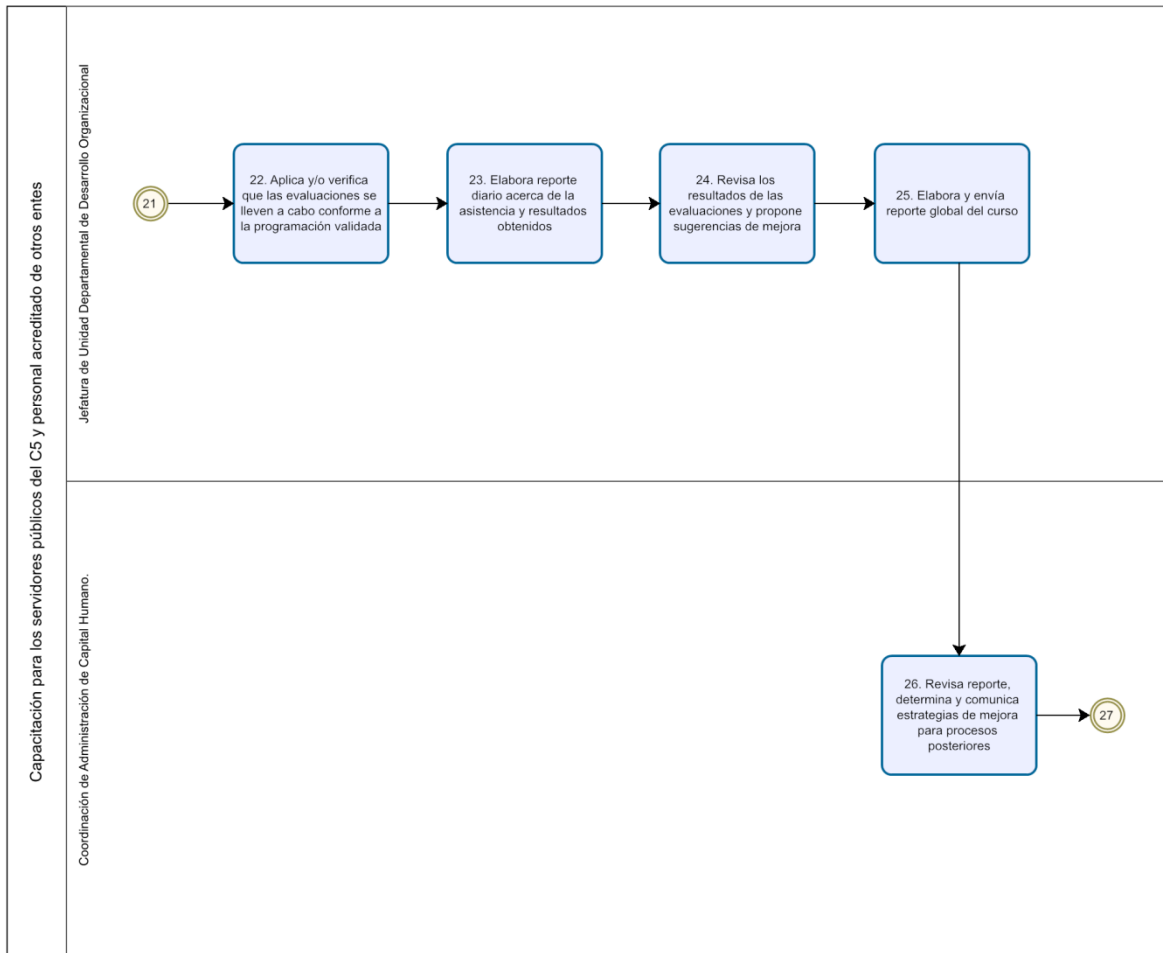 Capacitación para los servidores públicos del C5 y personal acreditado de otros entes
Jefatura de Unidad Departamental de Desarrollo Organizacional
21
22. Aplica y/o verifica
que las evaluaciones se
lleven a cabo conforme a
la programación validada
23. Elabora reporte
diario acerca de la
asistencia y resultados
obtenidos
24. Revisa los
resultados de las
evaluaciones y propone
sugerencias de mejora
25. Elabora y envía
reporte global del curso
Coordinación de Administración de Capital Humano.
26. Revisa reporte,
determina y comunica
estrategias de mejora
para procesos
posteriores
27